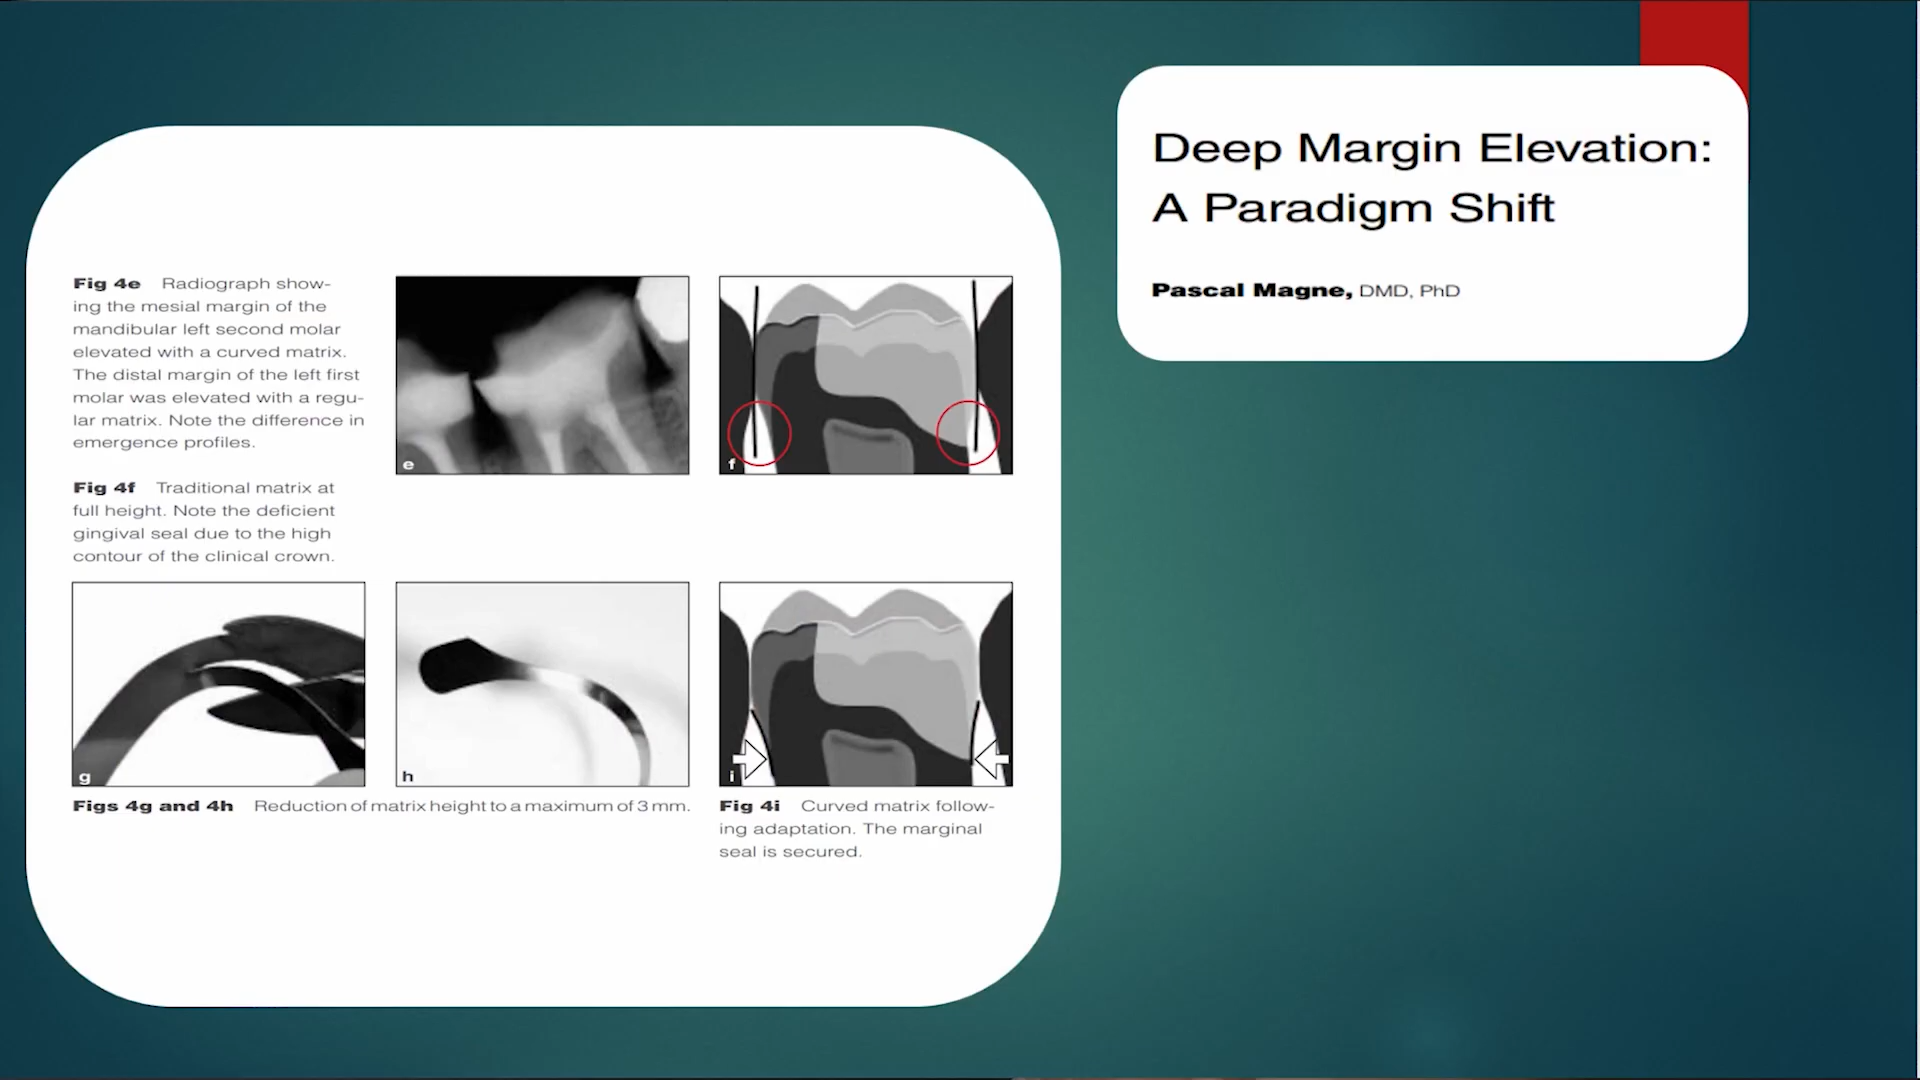 Deep Margin Elevation:
A Paradigm Shift
Pascal Magne, DMD, PhD
Fig 4e Radiograph show-
ing the mesial margin of the
mandibular left second molar
elevated with a curved matrix.
The distal margin of the left first
molar was elevated with a regu-
lar matrix. Note the difference in
emergence profiles.
Fig 4f Traditional matrix at
full height. Note the deficient
gingival seal due to the high
contour of the clinical crown.
e
f
g
h
i
Figs 4g and 4h Reduction of matrix height to a maximum of 3 mm.
Fig 4i Curved matrix follow-
ing adaptation. The marginal
seal is secured.